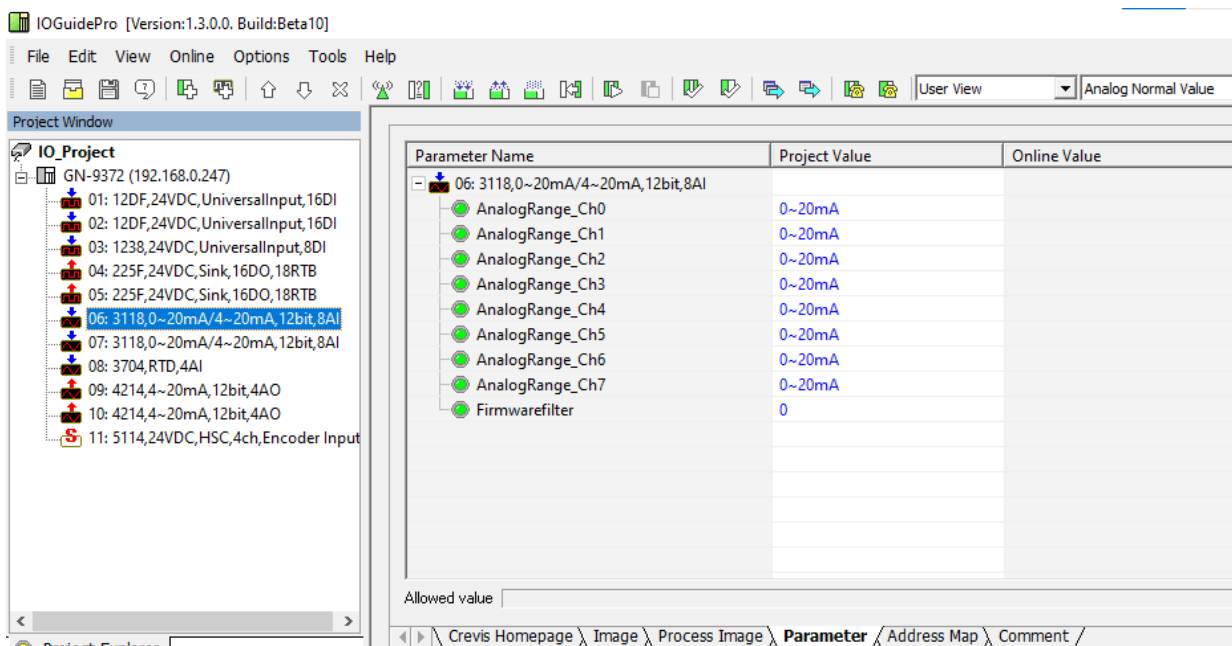 IOGuidePro [Version:1.3.0.0. Build:Beta10]
File Edit View Online Options Tools Help
User View
Analog Normal Value
Project Window
IO_Project
GN-9372 (192.168.0.247)
01: 12DF,24VDC,UniversalInput,16DI
02: 12DF,24VDC,UniversalInput,16DI
03: 1238,24VDC,UniversalInput,8DI
04: 225F,24VDC,Sink,16DO,18RTB
05: 225F,24VDC,Sink,16DO,18RTB
06: 3118,0~20mA/4~20mA,12bit,8AI
07: 3118,0~20mA/4~20mA,12bit,8AI
08: 3704,RTD,4AI
09: 4214,4~20mA,12bit,4AO
10: 4214,4~20mA,12bit,4AO
11: 5114,24VDC,HSC,4ch,Encoder Input
Project Explorer
Parameter Name Project Value Online Value
06: 3118,0~20mA/4~20mA,12bit,8AI
AnalogRange_Ch0 0~20mA
AnalogRange_Ch1 0~20mA
AnalogRange_Ch2 0~20mA
AnalogRange_Ch3 0~20mA
AnalogRange_Ch4 0~20mA
AnalogRange_Ch5 0~20mA
AnalogRange_Ch6 0~20mA
AnalogRange_Ch7 0~20mA
Firmwarefilter 0
Allowed value
Crevis Homepage Image Process Image Parameter Address Map Comment